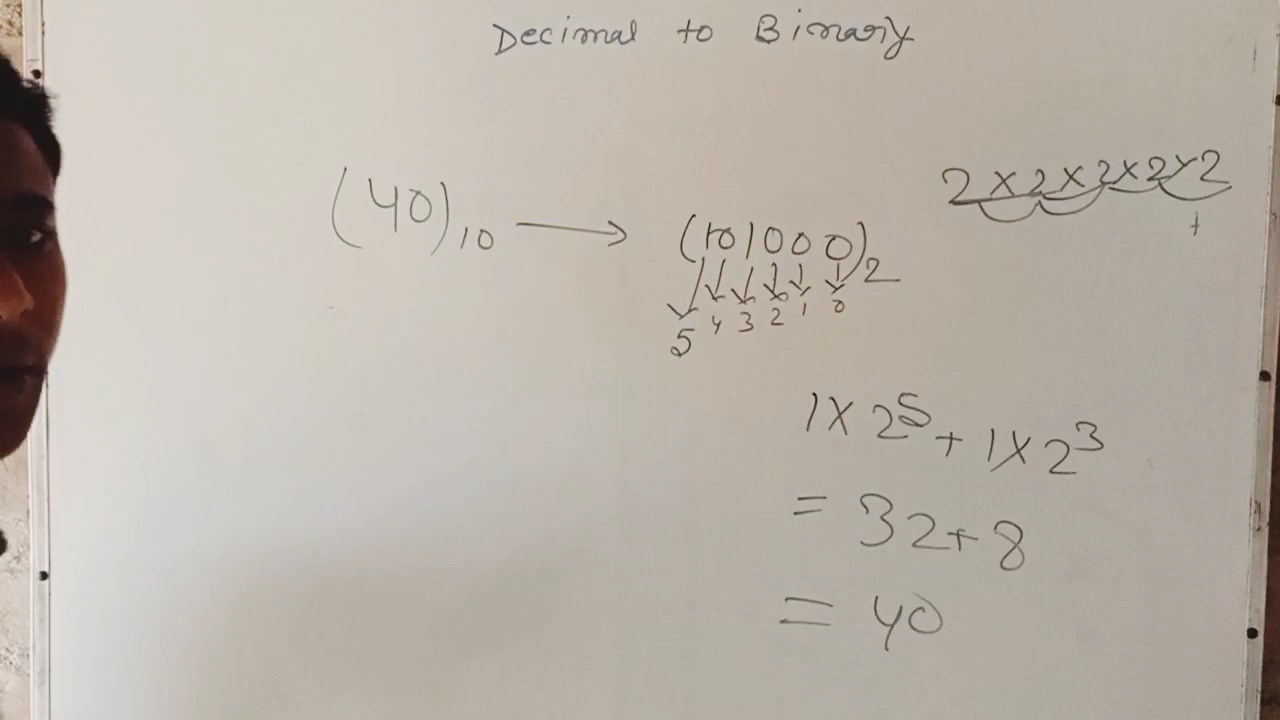 Decimal to Binary
2 x 2 x 2 x 2 x 2
+
(40)10 → (101000)2
5 4 3 2 1 0
1 x 2^5 + 1 x 2^3
= 32 + 8
= 40